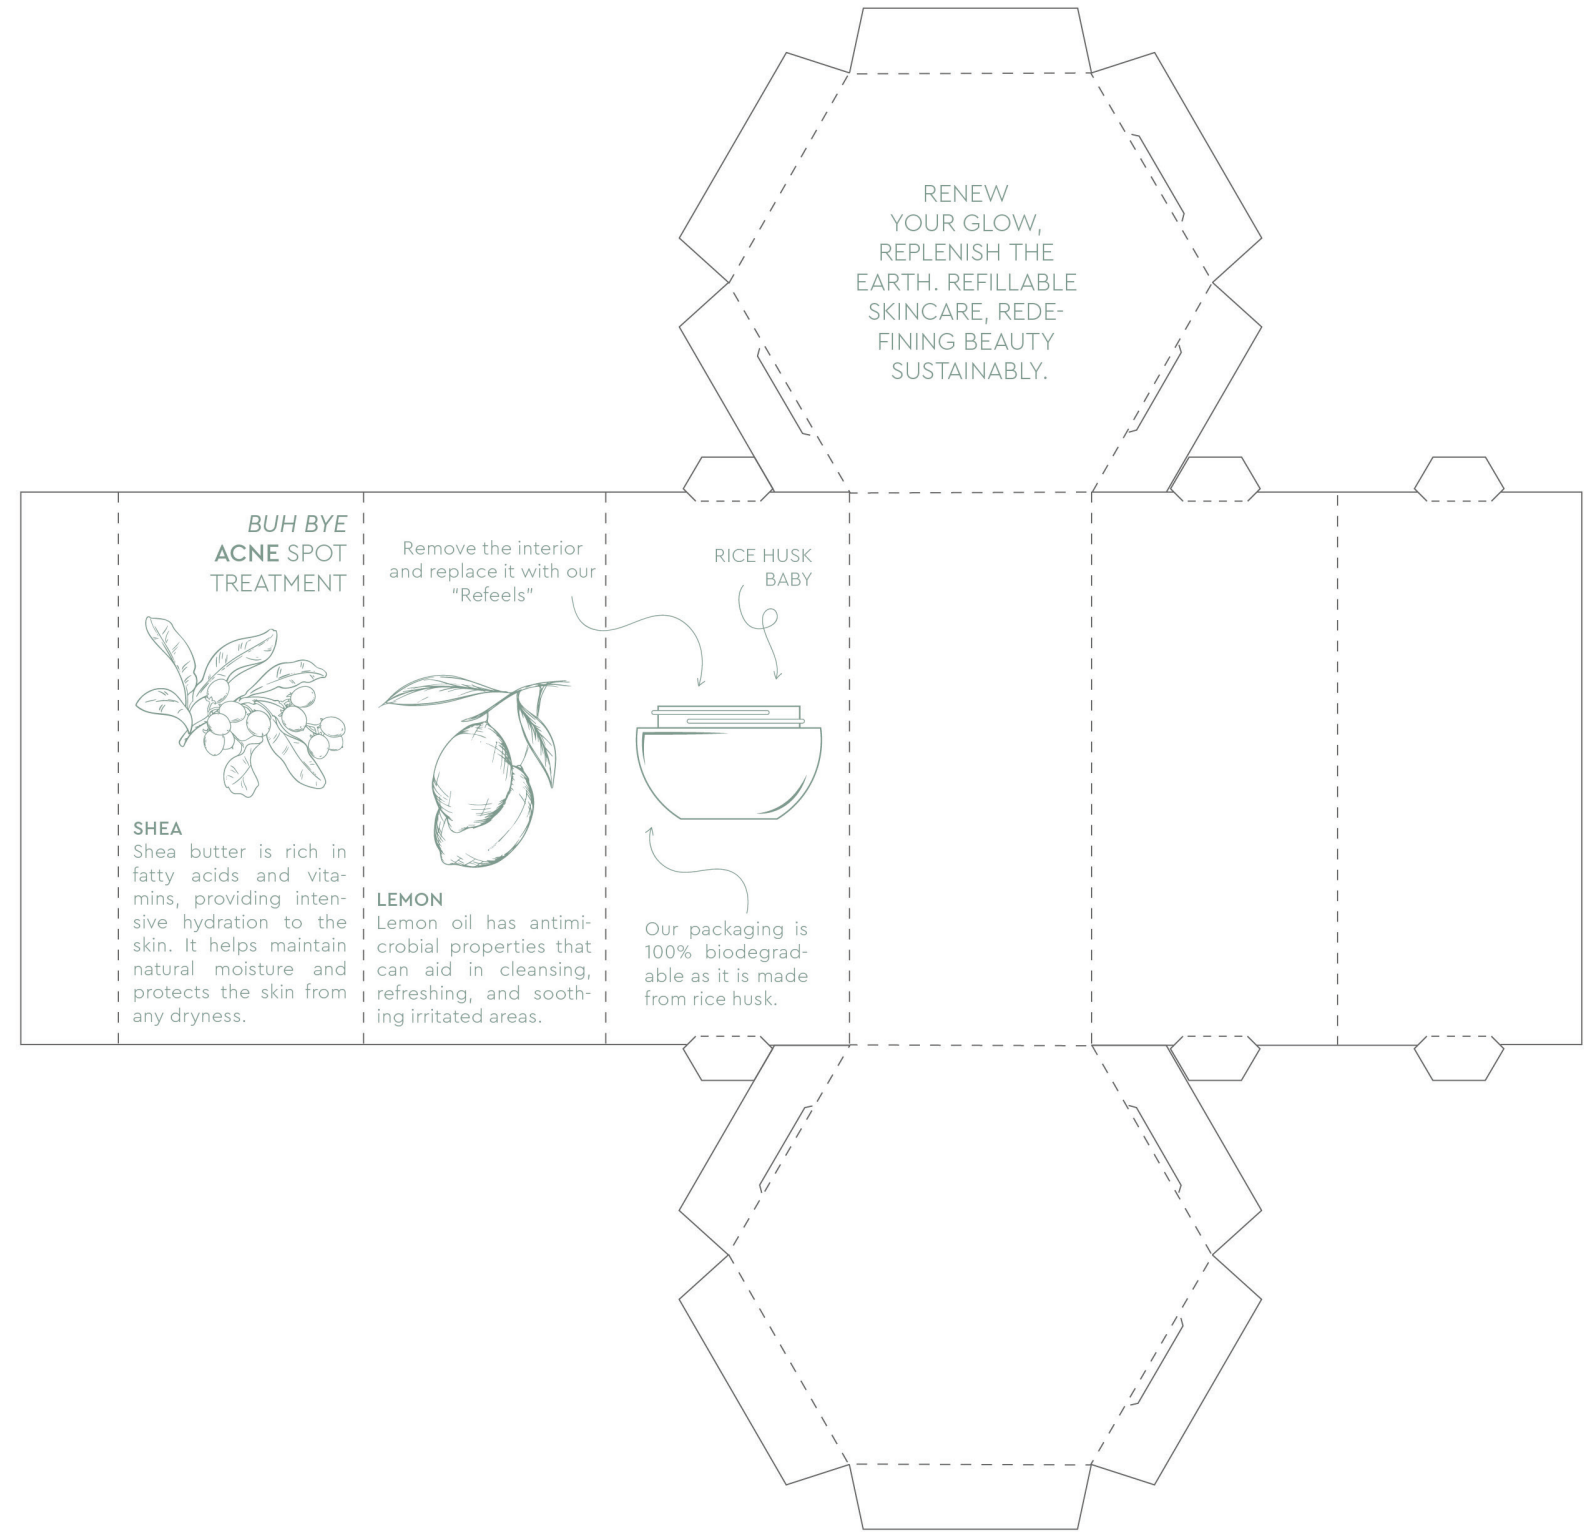 RENEW
YOUR GLOW,
REPLENISH THE
EARTH. REFILLABLE
SKINCARE, REDE-
FINING BEAUTY
SUSTAINABLY.
BUH BYE
ACNE SPOT
TREATMENT
SHEA
Shea butter is rich in
fatty acids and vita-
mins, providing inten-
sive hydration to the
skin. It helps maintain
natural moisture and
protects the skin from
any dryness.
Remove the interior
and replace it with our
“Refeels”
LEMON
Lemon oil has antimi-
crobial properties that
can aid in cleansing,
refreshing, and sooth-
ing irritated areas.
RICE HUSK
BABY
Our packaging is
100% biodegrad-
able as it is made
from rice husk.